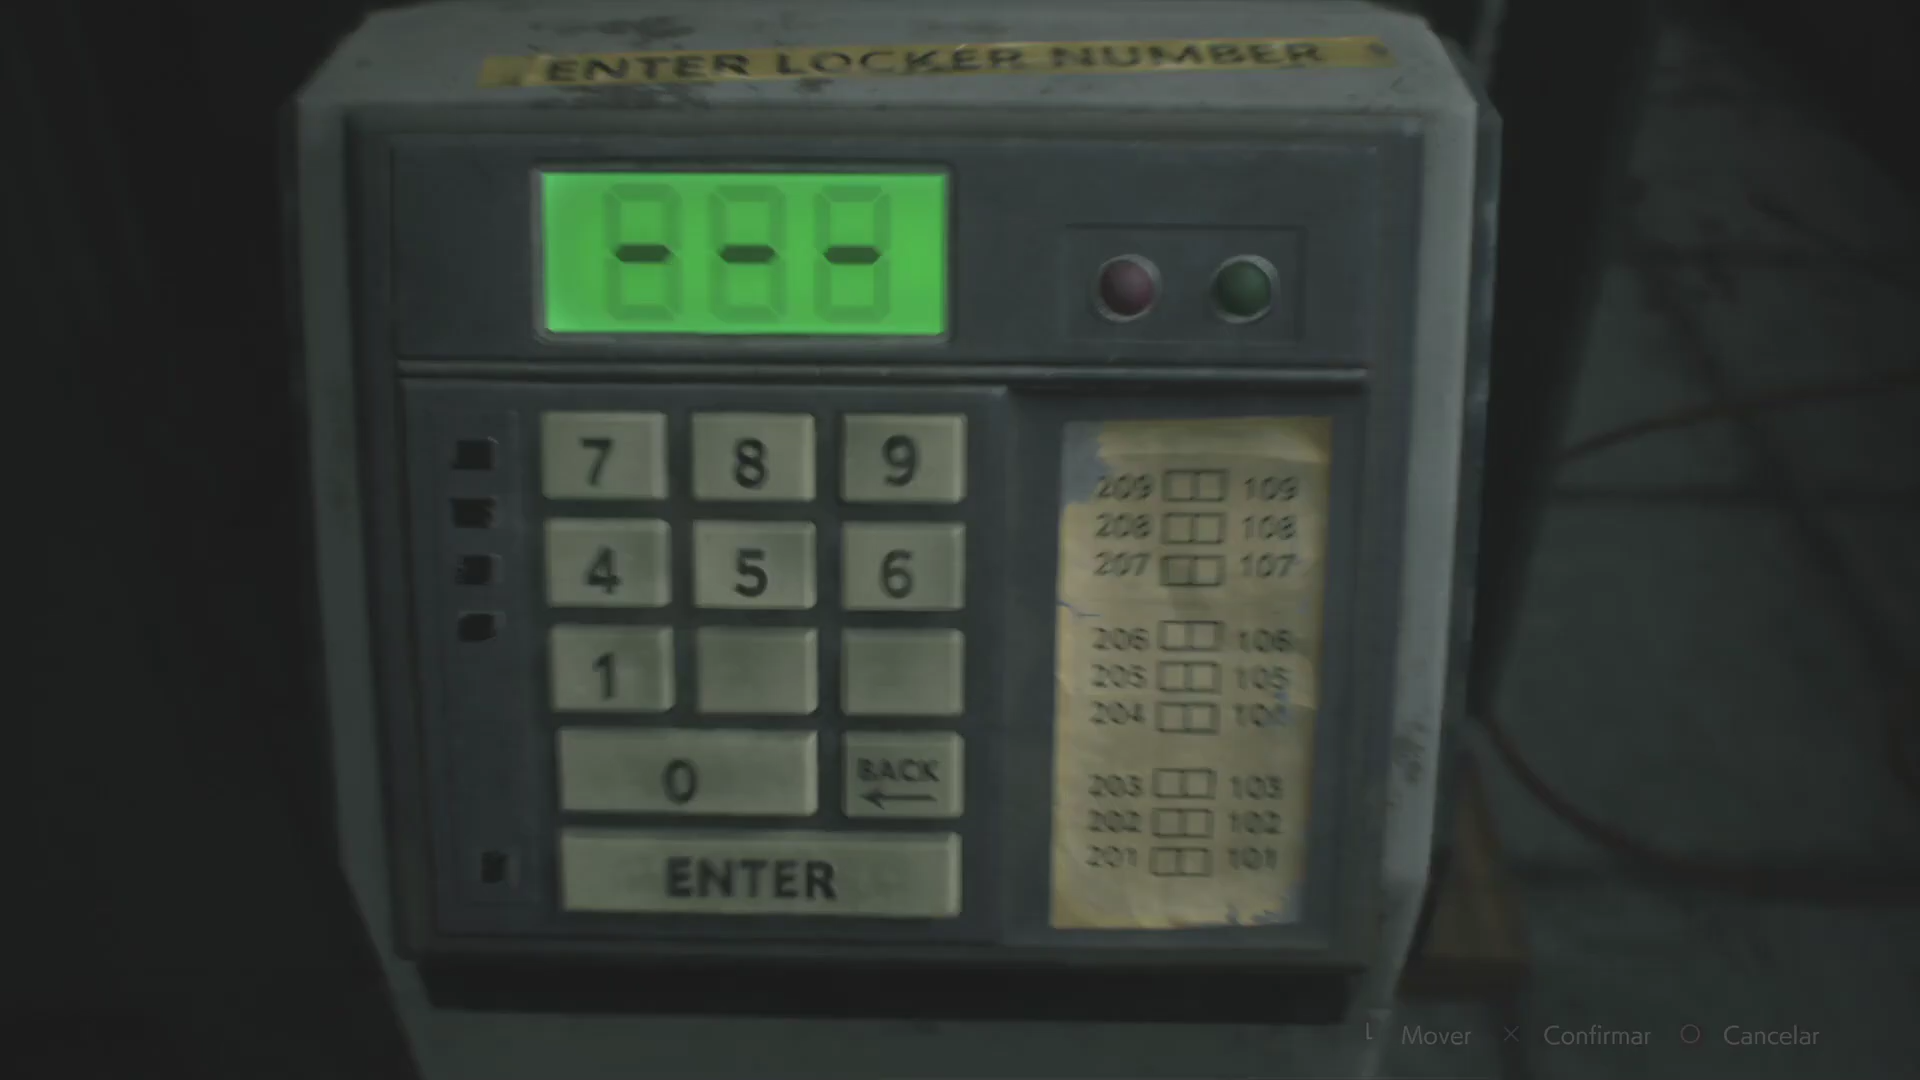 ENTER LOCKER NUMBER
- - -
7 8 9
4 5 6
1
0 BACK
ENTER
209 109
208 108
207 107
206 106
205 105
204
203 103
202 102
201 101
Mover Confirmar Cancelar